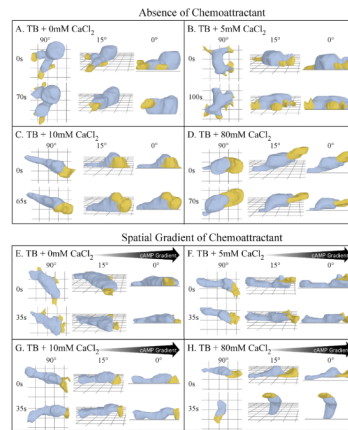 Absence of Chemoattractant
A. TB + 0mM CaCl2
90° 15° 0°
0s
70s
B. TB + 5mM CaCl2
90° 15° 0°
0s
100s
C. TB + 10mM CaCl2
90° 15° 0°
0s
65s
D. TB + 80mM CaCl2
90° 15° 0°
0s
70s
Spatial Gradient of Chemoattractant
E. TB + 0mM CaCl2 cAMP Gradient
90° 15° 0°
0s
35s
F. TB + 5mM CaCl2 cAMP Gradient
90° 15° 0°
0s
35s
G. TB + 10mM CaCl2 cAMP Gradient
90° 15° 0°
0s
35s
H. TB + 80mM CaCl2 cAMP Gradient
90° 15° 0°
0s
35s